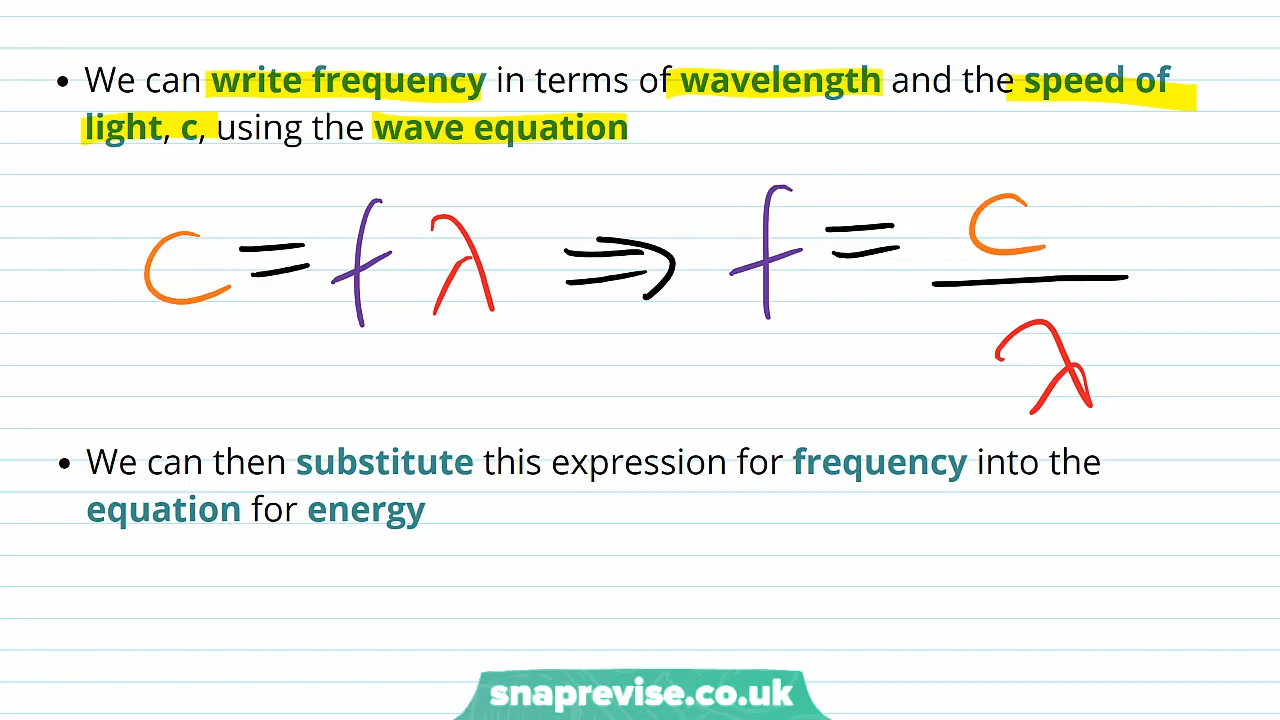 • We can write frequency in terms of wavelength and the speed of
light, c, using the wave equation
c = f λ ⇒ f = c / λ
• We can then substitute this expression for frequency into the
equation for energy
snaprevise.co.uk